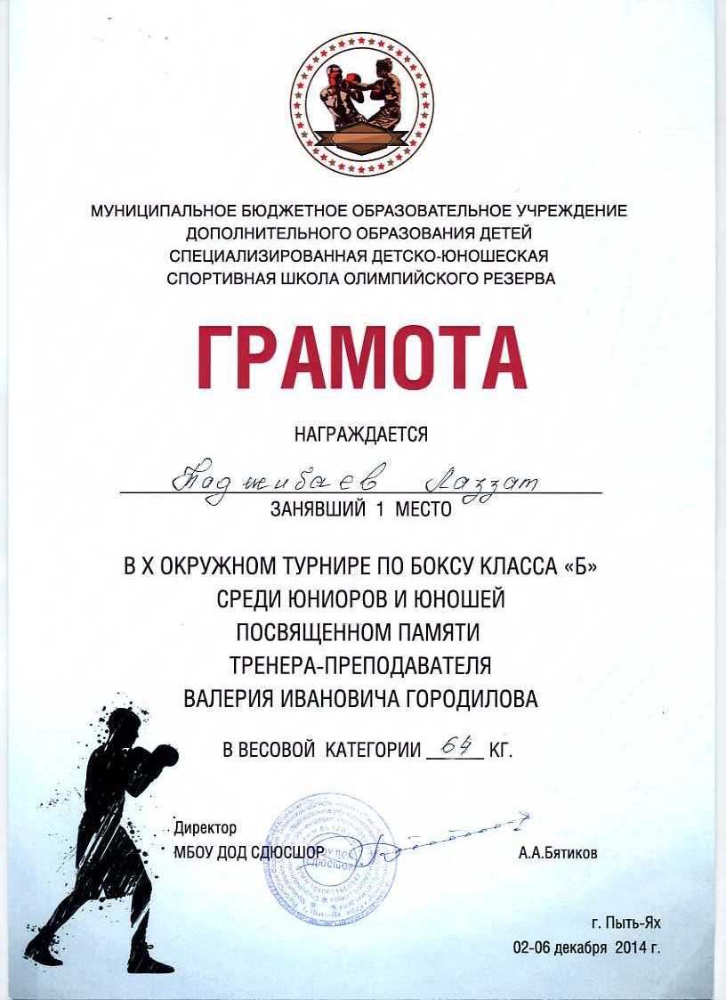 МУНИЦИПАЛЬНОЕ БЮДЖЕТНОЕ ОБРАЗОВАТЕЛЬНОЕ УЧРЕЖДЕНИЕ
ДОПОЛНИТЕЛЬНОГО ОБРАЗОВАНИЯ ДЕТЕЙ
СПЕЦИАЛИЗИРОВАННАЯ ДЕТСКО-ЮНОШЕСКАЯ
СПОРТИВНАЯ ШКОЛА ОЛИМПИЙСКОГО РЕЗЕРВА
ГРАМОТА
НАГРАЖДАЕТСЯ
Таджибаев Лаззат
ЗАНЯВШИЙ 1 МЕСТО
В X ОКРУЖНОМ ТУРНИРЕ ПО БОКСУ КЛАССА «Б»
СРЕДИ ЮНИОРОВ И ЮНОШЕЙ
ПОСВЯЩЕННОМ ПАМЯТИ
ТРЕНЕРА-ПРЕПОДАВАТЕЛЯ
ВАЛЕРИЯ ИВАНОВИЧА ГОРОДИЛОВА
В ВЕСОВОЙ КАТЕГОРИИ 64 КГ.
Директор
МБОУ ДОД СДЮСШОР А.А.Бятиков
г. Пыть-Ях
02-06 декабря 2014 г.